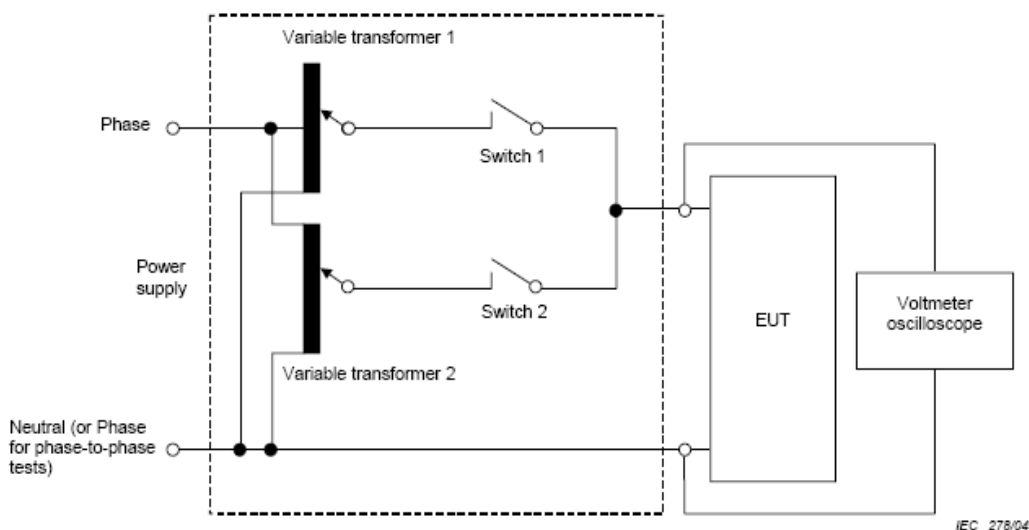 Variable transformer 1
Phase
Switch 1
Power
supply
Switch 2
EUT
Voltmeter
oscilloscope
Variable transformer 2
Neutral (or Phase
for phase-to-phase
tests)
IEC 278/94